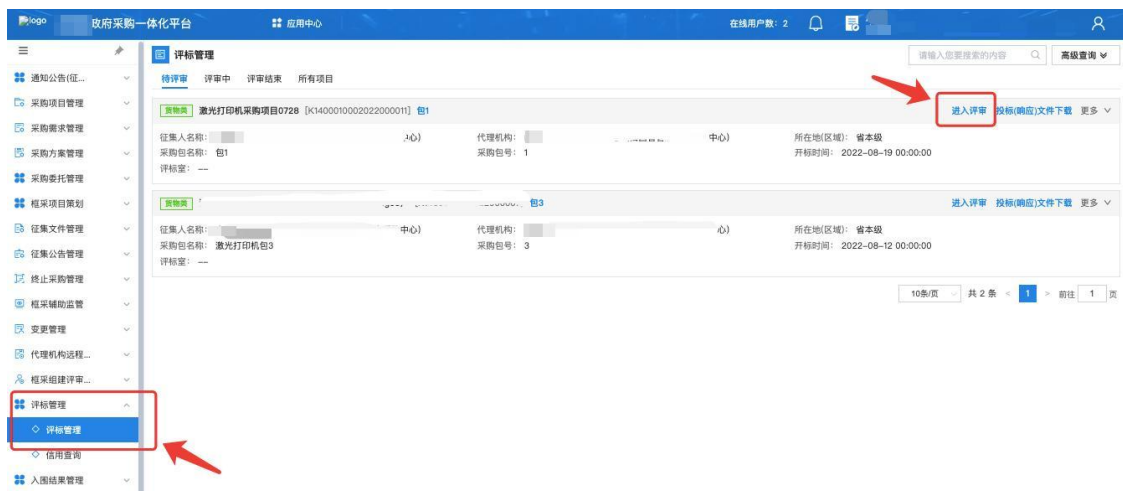 logo 政府采购一体化平台 应用中心 在线用户数：2
评标管理 请输入您要搜索的内容 高级查询
待评审 评审中 评审结束 所有项目
货物类 激光打印机采购项目0728 [K1400010002022000011] 包1 进入评审 投标(响应)文件下载 更多
征集人名称： 中心) 代理机构： 中心) 所在地(区域)： 省本级
采购包名称： 包1 采购包号： 1 开标时间： 2022-08-19 00:00:00
评标室： --
货物类 包3 进入评审 投标(响应)文件下载 更多
征集人名称： 中心) 代理机构： 心) 所在地(区域)： 省本级
采购包名称： 激光打印机包3 采购包号： 3 开标时间： 2022-08-12 00:00:00
评标室： --
10条/页 共 2 条 < 1 > 前往 1 页
通知公告(征...
采购项目管理
采购需求管理
采购方案管理
采购委托管理
框采项目策划
征集文件管理
征集公告管理
终止采购管理
框采辅助监管
变更管理
代理机构远程...
框采组建评审...
评标管理
评标管理
信用查询
入围结果管理